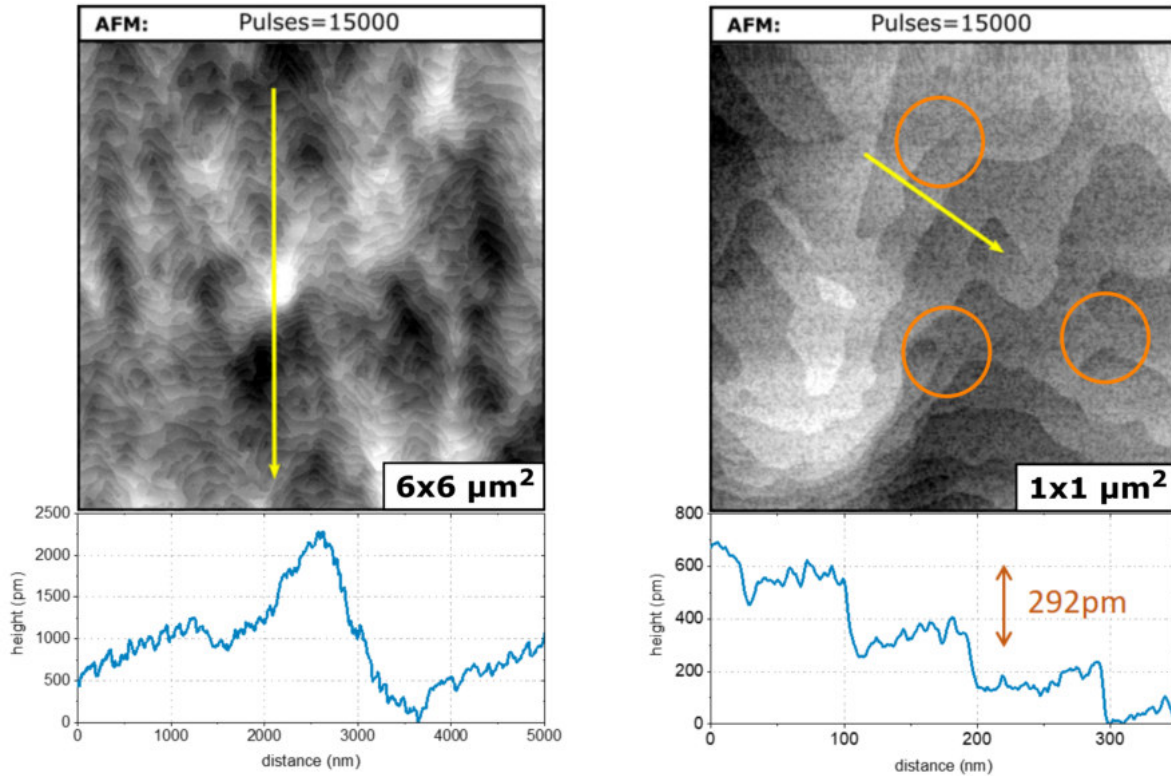 AFM: Pulses=15000
6x6 µm²
2500
2000
1500
1000
500
0
height (pm)
0 1000 2000 3000 4000 5000
distance (nm)
AFM: Pulses=15000
1x1 µm²
800
600
400
200
0
height (pm)
292pm
0 100 200 300
distance (nm)